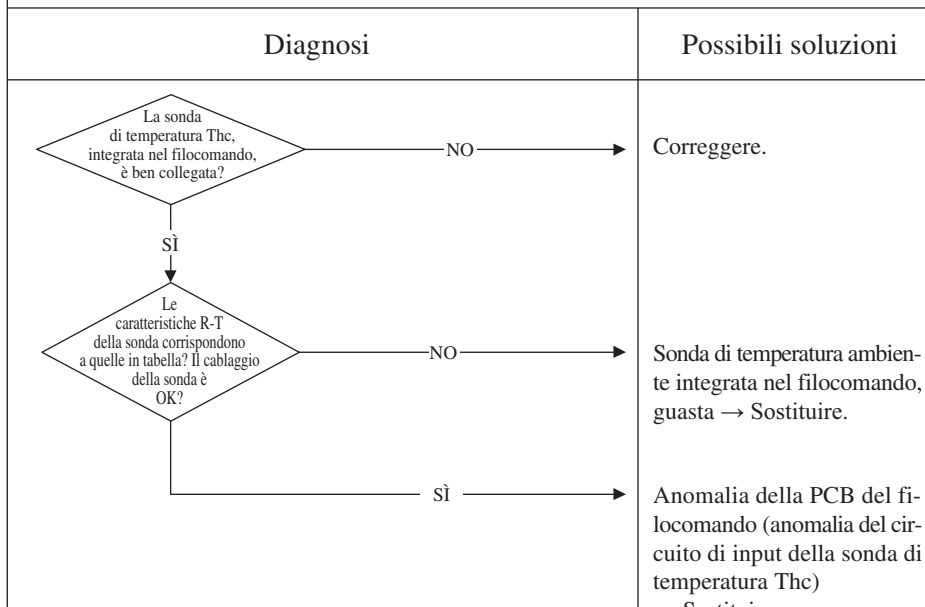 Diagnosi
Possibili soluzioni
La sonda
di temperatura Thc,
integrata nel filocomando,
è ben collegata?
NO
Correggere.
SÌ
Le
caratteristiche R-T
della sonda corrispondono
a quelle in tabella? Il cablaggio
della sonda è
OK?
NO
Sonda di temperatura ambien-
te integrata nel filocomando,
guasta → Sostituire.
SÌ
Anomalia della PCB del fi-
locomando (anomalia del cir-
cuito di input della sonda di
temperatura Thc)